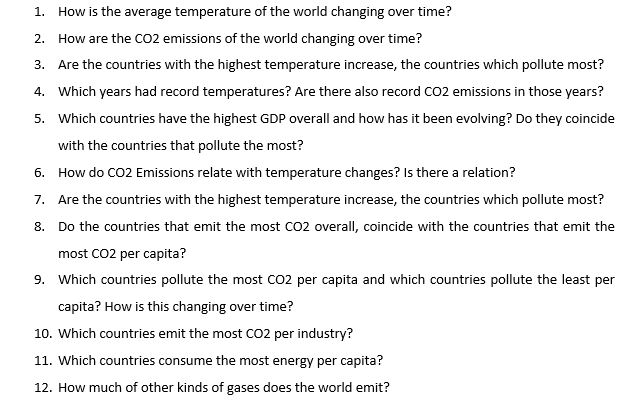 1. How is the average temperature of the world changing over time?
2. How are the CO2 emissions of the world changing over time?
3. Are the countries with the highest temperature increase, the countries which pollute most?
4. Which years had record temperatures? Are there also record CO2 emissions in those years?
5. Which countries have the highest GDP overall and how has it been evolving? Do they coincide
with the countries that pollute the most?
6. How do CO2 Emissions relate with temperature changes? Is there a relation?
7. Are the countries with the highest temperature increase, the countries which pollute most?
8. Do the countries that emit the most CO2 overall, coincide with the countries that emit the
most CO2 per capita?
9. Which countries pollute the most CO2 per capita and which countries pollute the least per
capita? How is this changing over time?
10. Which countries emit the most CO2 per industry?
11. Which countries consume the most energy per capita?
12. How much of other kinds of gases does the world emit?